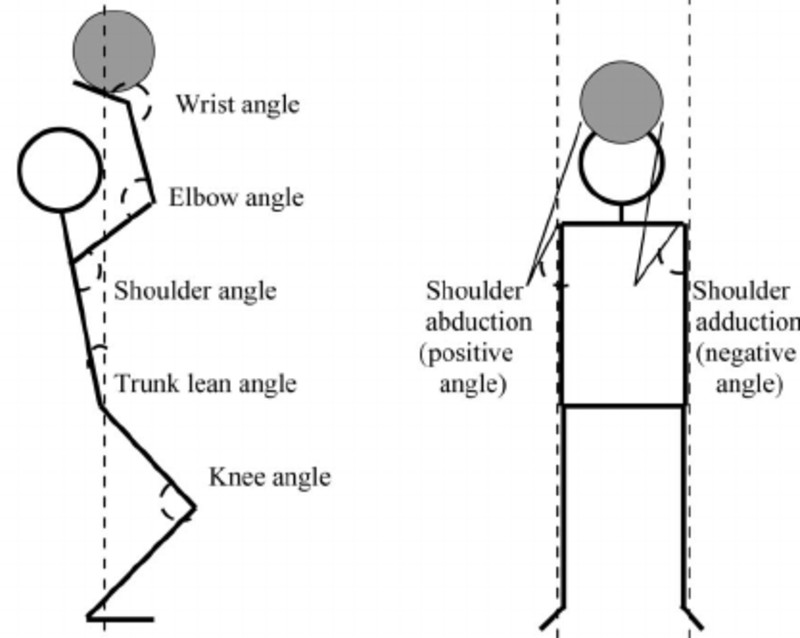 Wrist angle
Elbow angle
Shoulder angle
Trunk lean angle
Knee angle
Shoulder
abduction
(positive
angle)
Shoulder
adduction
(negative
angle)